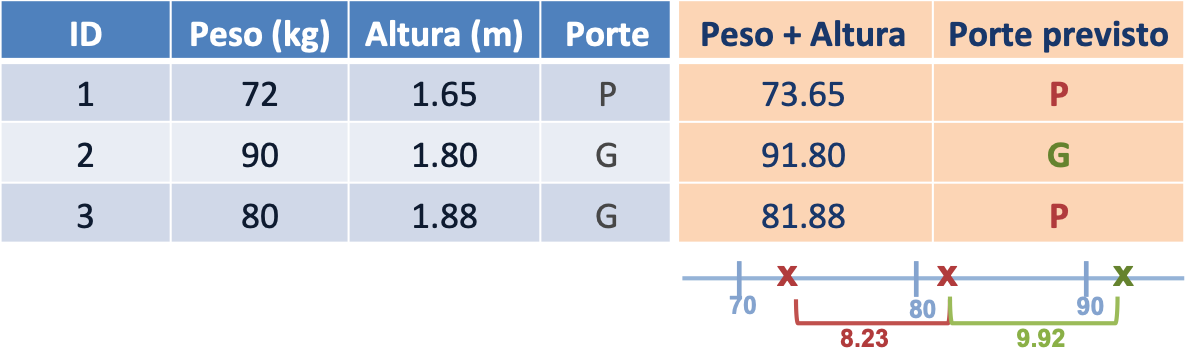 ID Peso (kg) Altura (m) Porte Peso + Altura Porte previsto
1 72 1.65 P 73.65 P
2 90 1.80 G 91.80 G
3 80 1.88 G 81.88 P
x x x
70 80 90
8.23 9.92